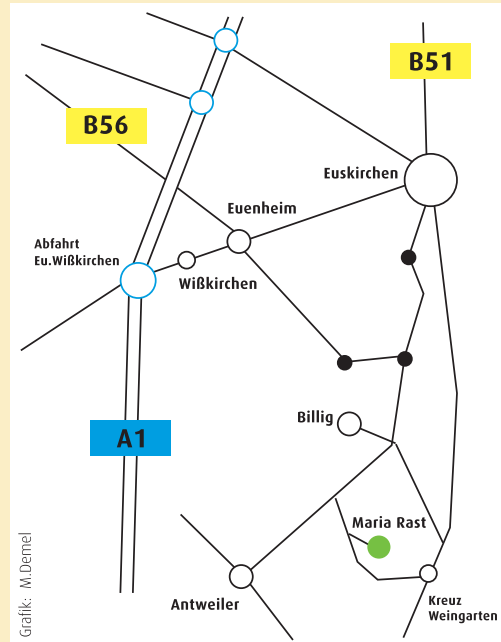 B51
B56
Euskirchen
Euenheim
Abfahrt
Eu.Wißkirchen
Wißkirchen
Billig
A1
Maria Rast
Antweiler
Kreuz
Weingarten
Grafik: M.Demel